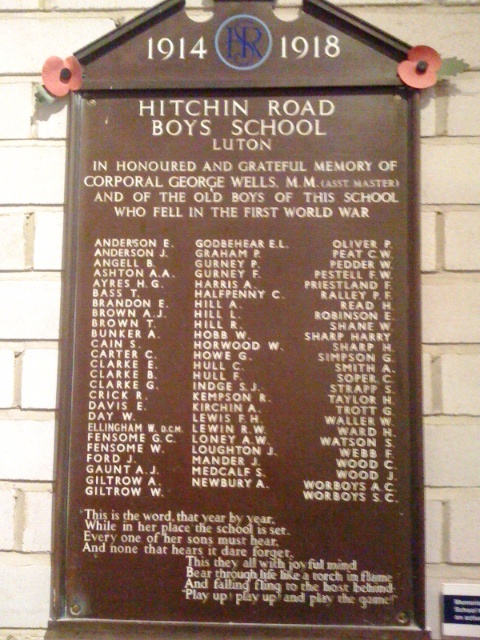 1914 HRS 1918
HITCHIN ROAD
BOYS SCHOOL
LUTON
IN HONOURED AND GRATEFUL MEMORY OF
CORPORAL GEORGE WELLS. M.M. (ASST. MASTER)
AND OF THE OLD BOYS OF THIS SCHOOL
WHO FELL IN THE FIRST WORLD WAR
ANDERSON E.
ANDERSON J.
ANGELL B.
ASHTON A.A.
AYRES H.G.
BASS T.
BRANDON E.
BROWN A.J.
BROWN T.
BUNKER A.
CAIN S.
CARTER C.
CLARKE E.
CLARKE B.
CLARKE G.
CRICK R.
DAVIS E.
DAY W.
ELLINGHAM W. D.C.M.
FENSOME G.C.
FENSOME W.
FORD J.
GAUNT A.J.
GILTROW A.
GILTROW W.
GODBEHEAR E.L.
GRAHAM P.
GURNEY P.
GURNEY F.
HARRIS A.
HALFPENNY C.
HILL A.
HILL L.
HILL R.
HOBB W.
HORWOOD W.
HOWE G.
HULL C.
HULL F.
INDGE S.J.
KEMPSON R.
KIRCHIN A.
LEWIS F.H.
LEWIN R.W.
LONEY A.W.
LOUGHTON J.
MANDER J.
MEDCALF S.
NEWBURY A.
OLIVER P.
PEAT C.W.
PEDDER W.
PESTELL F.W.
PRIESTLAND F.
RALLEY P.F.
READ H.
ROBINSON E.
SHANE W.
SHARP HARRY
SHARP H.
SIMPSON G.
SMITH A.
SOPER C.
STRAPP S.
TAYLOR H.
TROTT G.
WALLER W.
WARD H.
WATSON S.
WEBB F.
WOOD C.
WOOD J.
WORBOYS A.C.
WORBOYS S.C.
This is the word, that year by year,
While in her place the school is set.
Every one of her sons must hear,
And none that hears it dare forget.
This they all with joyful mind
Bear through life like a torch in flame
And falling fling to the host behind
"Play up! play up! and play the game!"